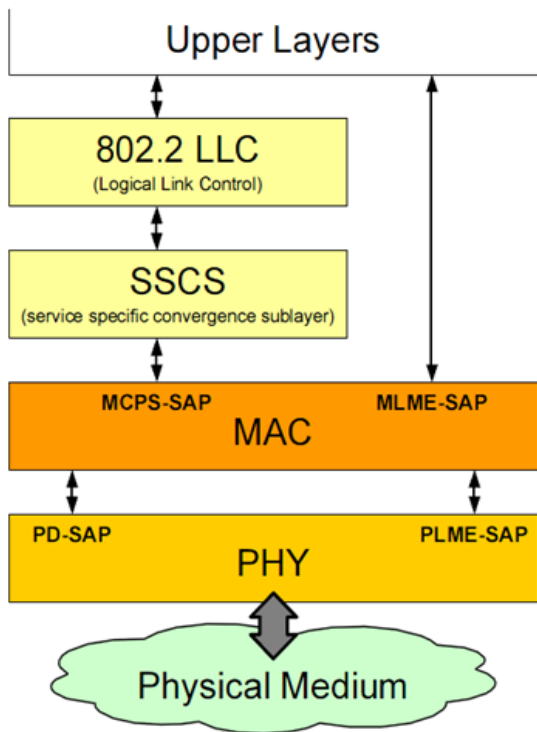 Upper Layers
802.2 LLC
(Logical Link Control)
SSCS
(service specific convergence sublayer)
MCPS-SAP MLME-SAP
MAC
PD-SAP PLME-SAP
PHY
Physical Medium